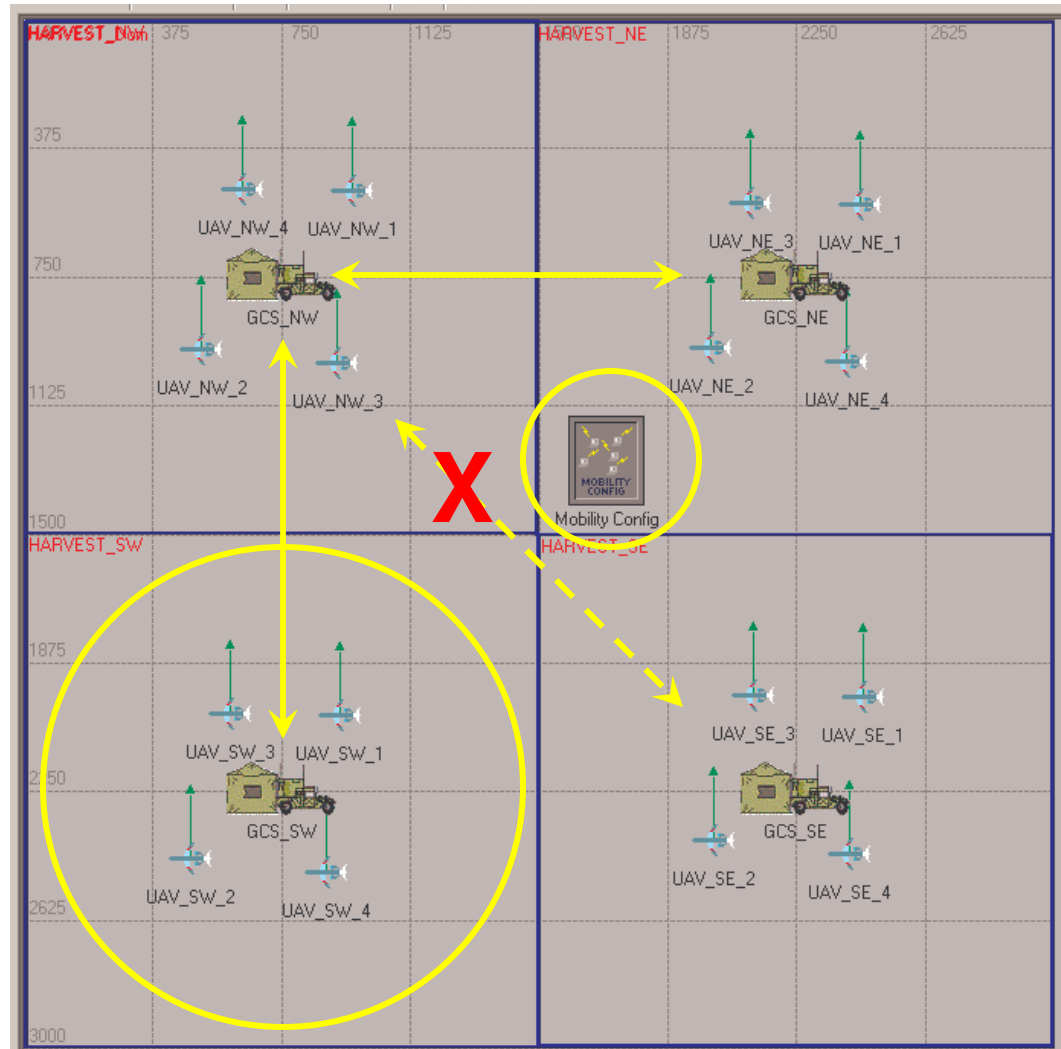 375 750 1125 HARVEST_NE 1875 2250 2625
375
UAV_NW_4 UAV_NW_1 UAV_NE_3 UAV_NE_1
750
GCS_NW GCS_NE
UAV_NW_2 UAV_NW_3 UAV_NE_2 UAV_NE_4
1125
X
MOBILITY
CONFIG
1500 Mobility Config
HARVEST_SW HARVEST_SE
1875
UAV_SW_3 UAV_SW_1 UAV_SE_3 UAV_SE_1
2250
GCS_SW GCS_SE
UAV_SW_2 UAV_SW_4 UAV_SE_2 UAV_SE_4
2625
3000